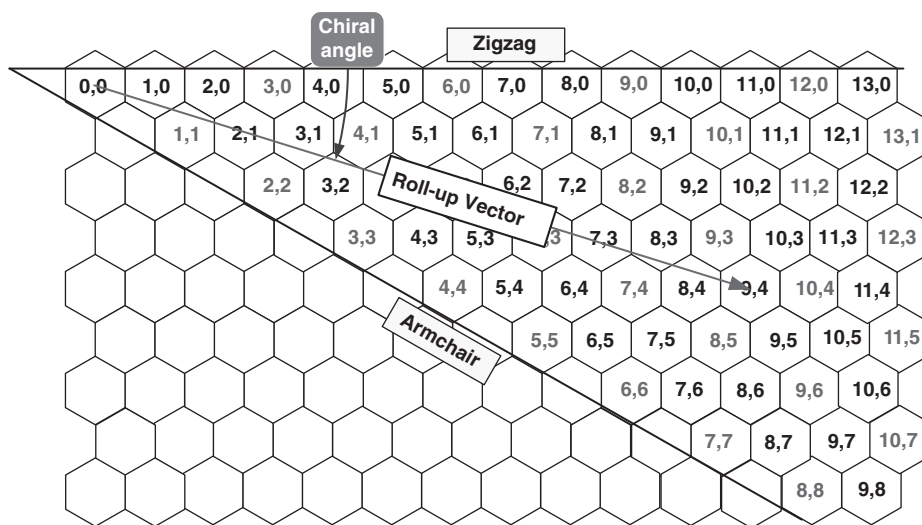 Chiral
angle
Zigzag
0,0 1,0 2,0 3,0 4,0 5,0 6,0 7,0 8,0 9,0 10,0 11,0 12,0 13,0
1,1 2,1 3,1 4,1 5,1 6,1 7,1 8,1 9,1 10,1 11,1 12,1 13,1
2,2 3,2 6,2 7,2 8,2 9,2 10,2 11,2 12,2
Roll-up Vector
3,3 4,3 5,3 7,3 8,3 9,3 10,3 11,3 12,3
4,4 5,4 6,4 7,4 8,4 9,4 10,4 11,4
Armchair
5,5 6,5 7,5 8,5 9,5 10,5 11,5
6,6 7,6 8,6 9,6 10,6
7,7 8,7 9,7 10,7
8,8 9,8